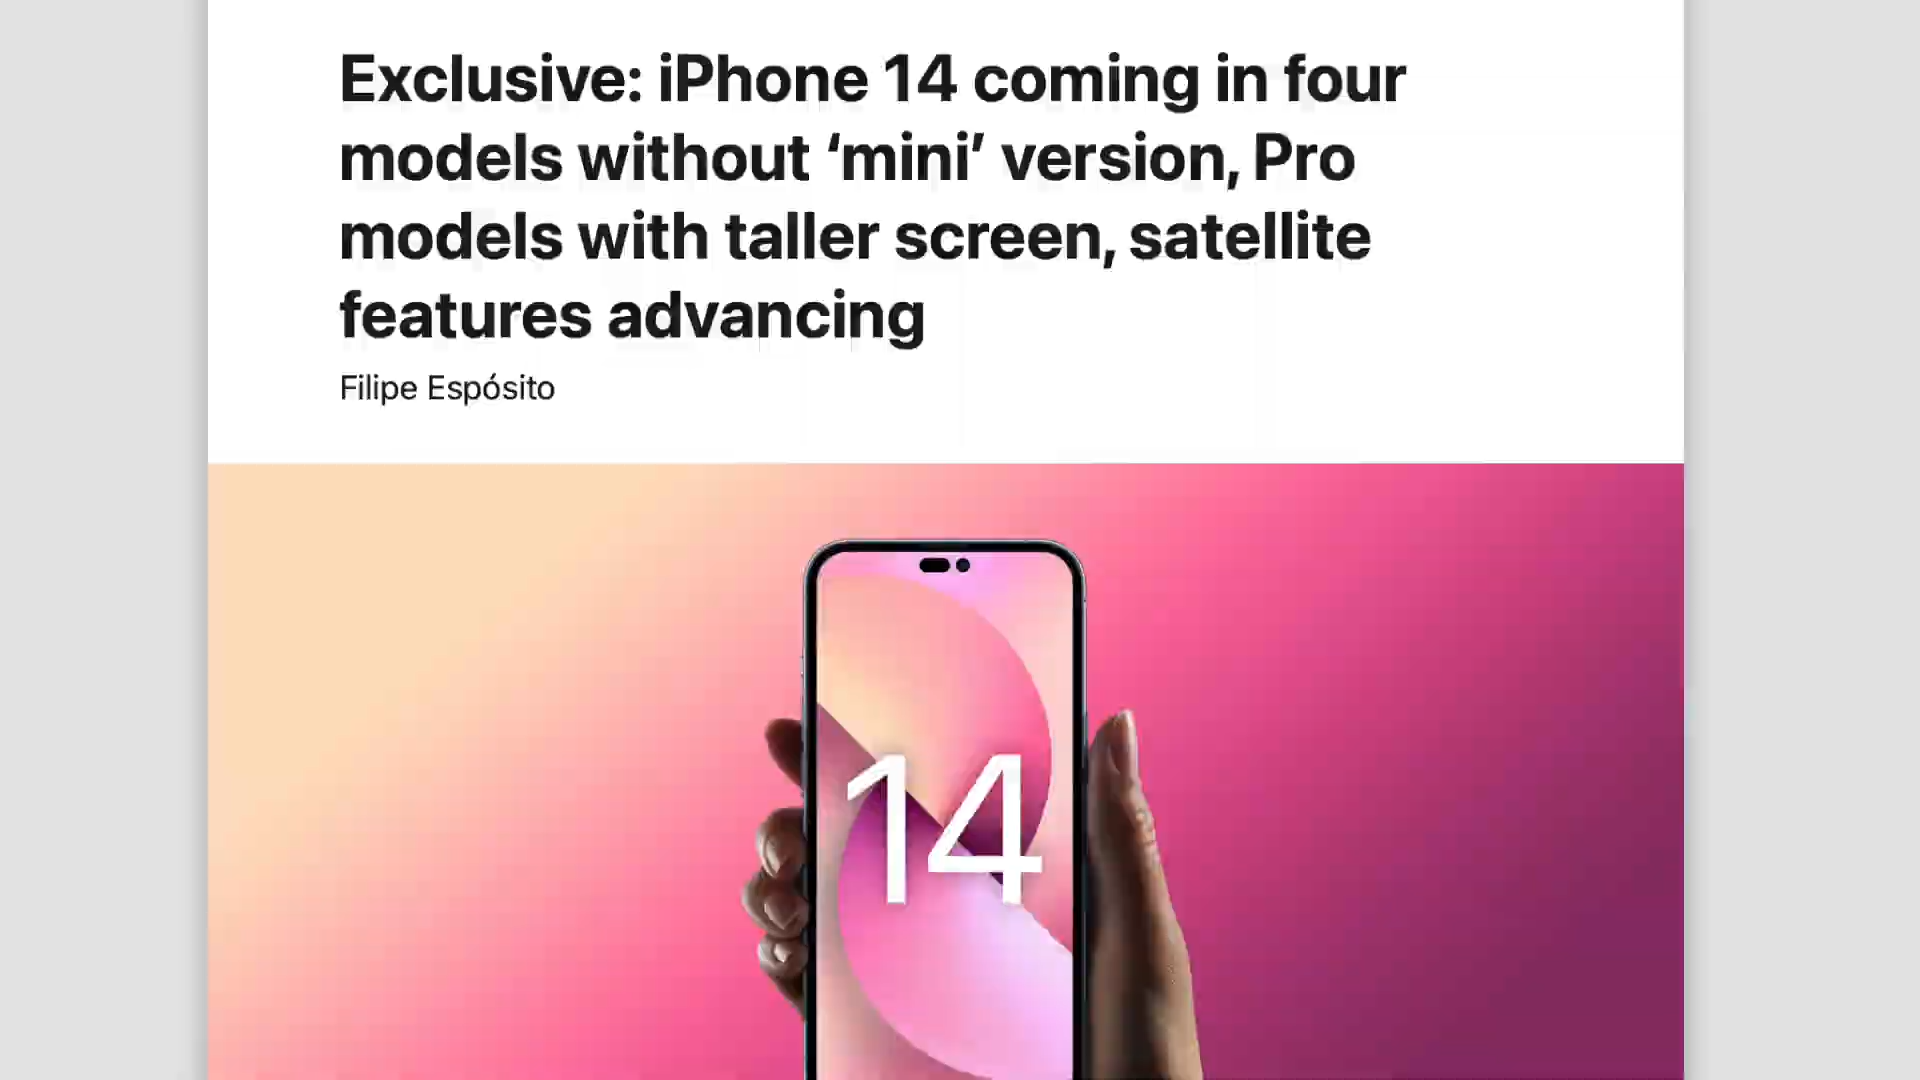 Exclusive: iPhone 14 coming in four
models without ‘mini’ version, Pro
models with taller screen, satellite
features advancing
Filipe Espósito
14